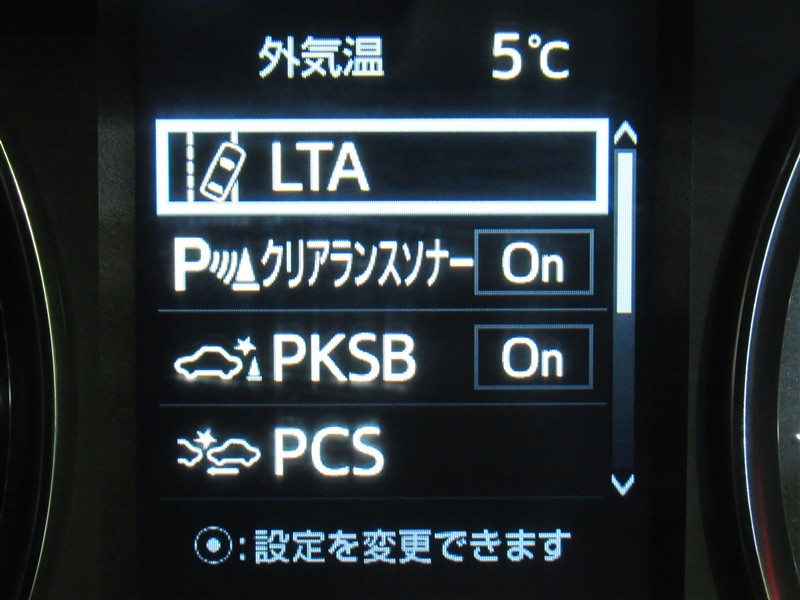 外気温 5℃
LTA
Pクリアランスソナー On
PKSB On
PCS
⦿:設定を変更できます